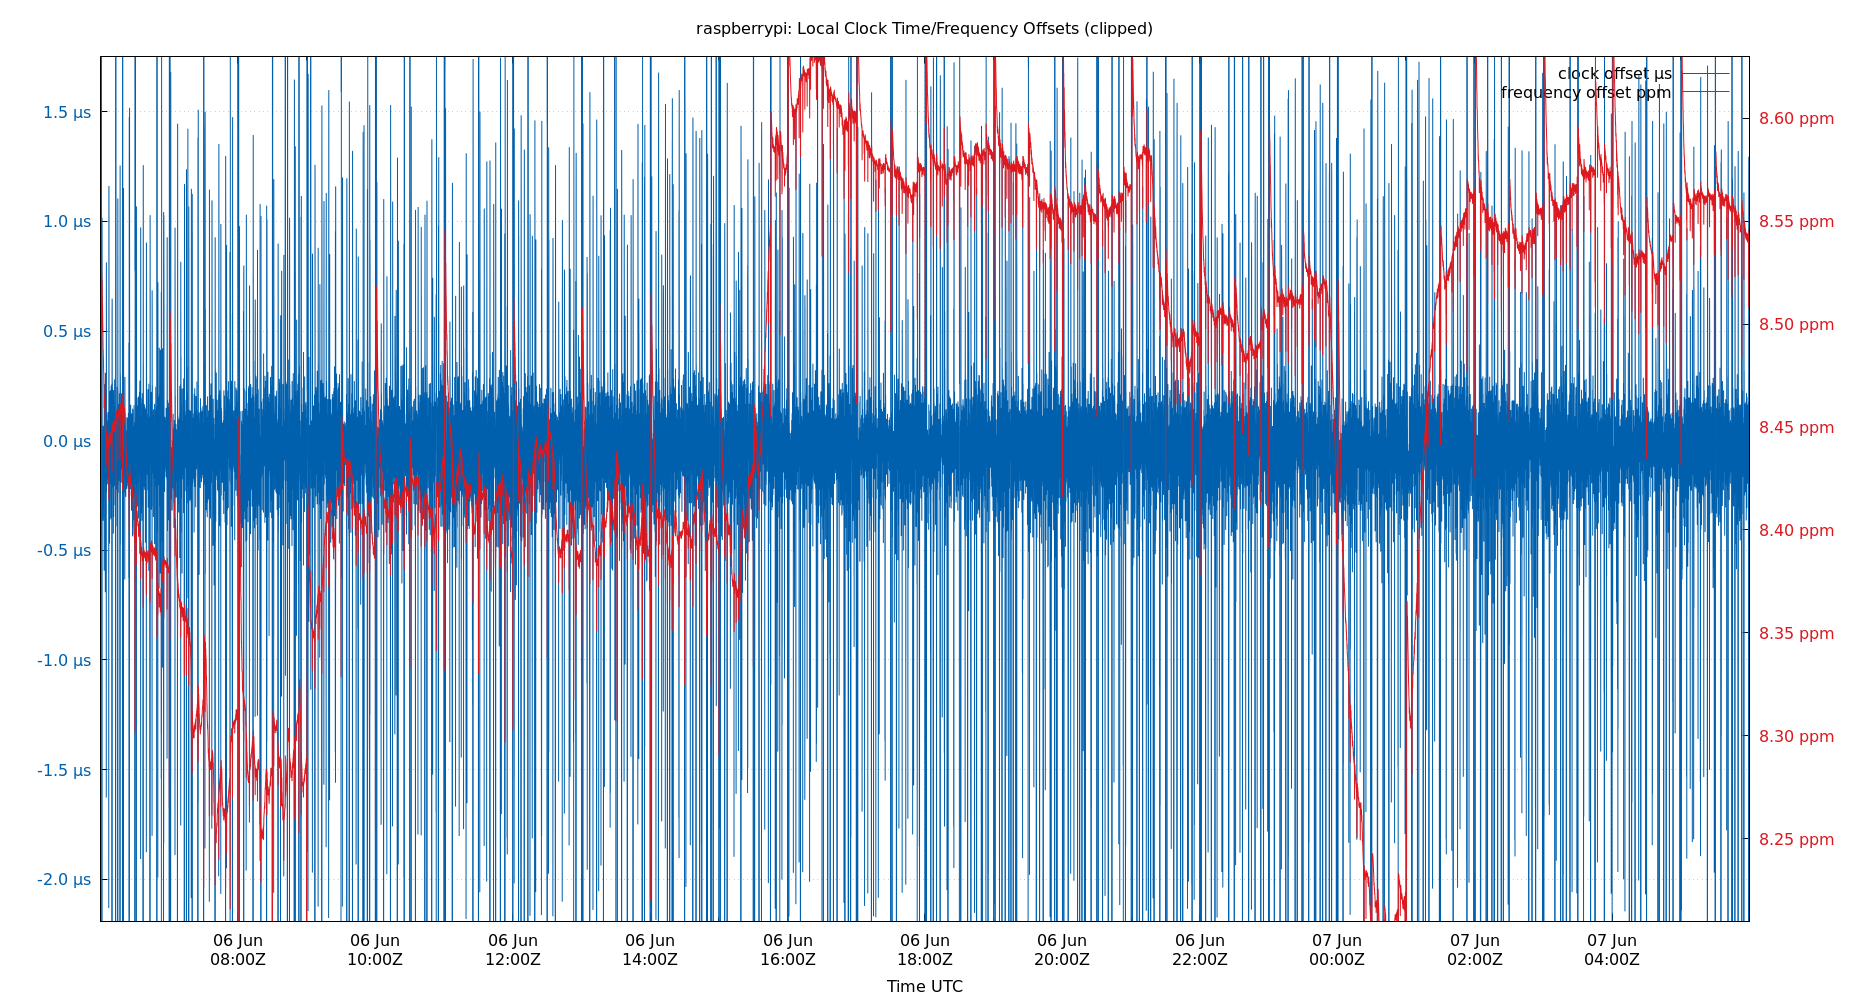 raspberrypi: Local Clock Time/Frequency Offsets (clipped)
clock offset µs
frequency offset ppm
1.5 µs
1.0 µs
0.5 µs
0.0 µs
-0.5 µs
-1.0 µs
-1.5 µs
-2.0 µs
8.60 ppm
8.55 ppm
8.50 ppm
8.45 ppm
8.40 ppm
8.35 ppm
8.30 ppm
8.25 ppm
06 Jun 06 Jun 06 Jun 06 Jun 06 Jun 06 Jun 06 Jun 06 Jun 07 Jun 07 Jun 07 Jun
08:00Z 10:00Z 12:00Z 14:00Z 16:00Z 18:00Z 20:00Z 22:00Z 00:00Z 02:00Z 04:00Z
Time UTC